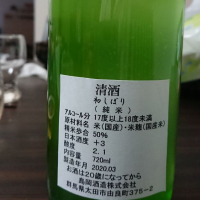 清酒
初しぼり
(純米)
アルコール分 17度以上18度未満
原材料名 米(国産)・米麹(国産米)
精米歩合 50%
日本酒度 +3
酸度 2.1
720ml
製造年月 2020.03
お酒は20歳になってから
島岡酒造株式会社
群馬県太田市由良町375-2